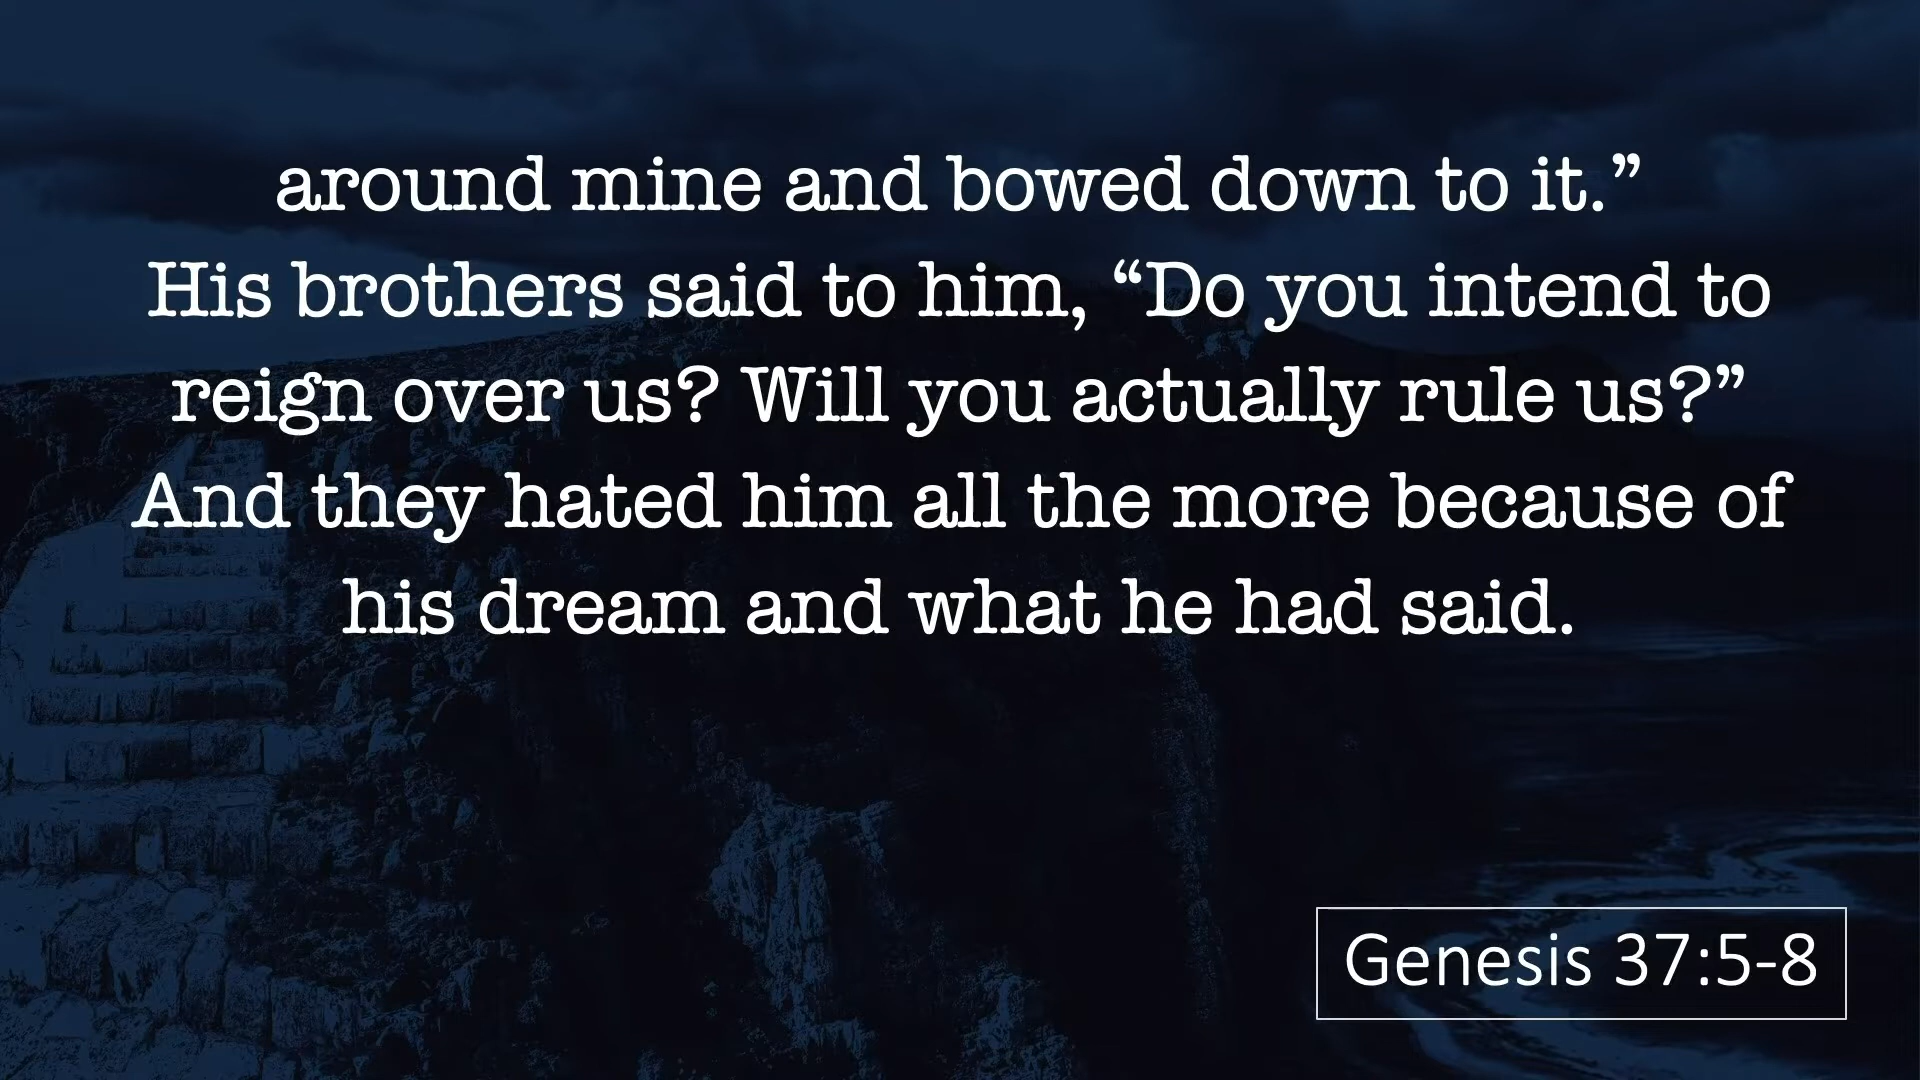 around mine and bowed down to it.”
His brothers said to him, “Do you intend to
reign over us? Will you actually rule us?”
And they hated him all the more because of
his dream and what he had said.
Genesis 37:5-8